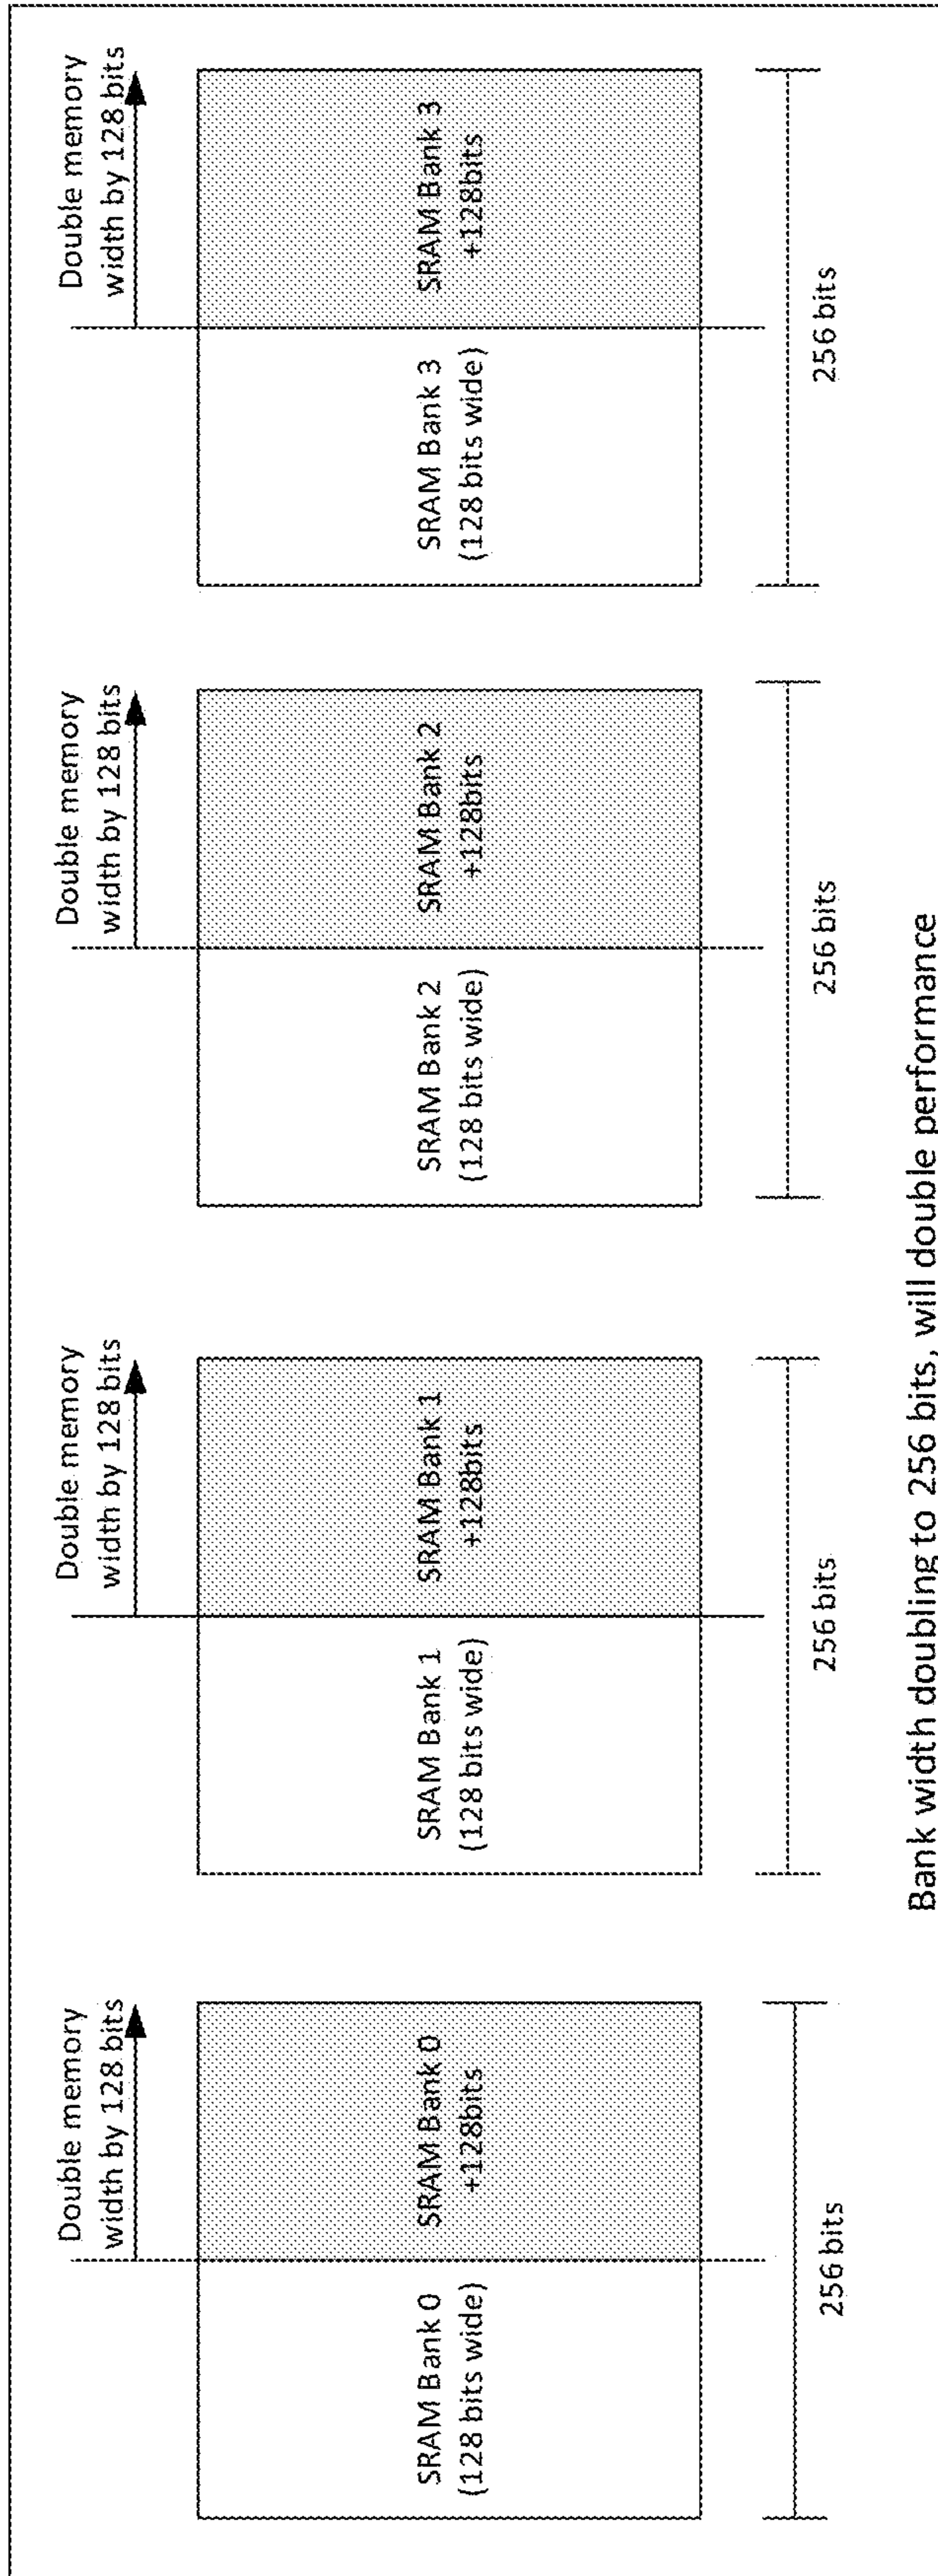 Double memory
width by 128 bits
Double memory
width by 128 bits
Double memory
width by 128 bits
Double memory
width by 128 bits
SRAM Bank 0
(128 bits wide)
SRAM Bank 0
+128bits
SRAM Bank 1
(128 bits wide)
SRAM Bank 1
+128bits
SRAM Bank 2
(128 bits wide)
SRAM Bank 2
+128bits
SRAM Bank 3
(128 bits wide)
SRAM Bank 3
+128bits
256 bits
256 bits
256 bits
256 bits
Bank width doubling to 256 bits, will double performance